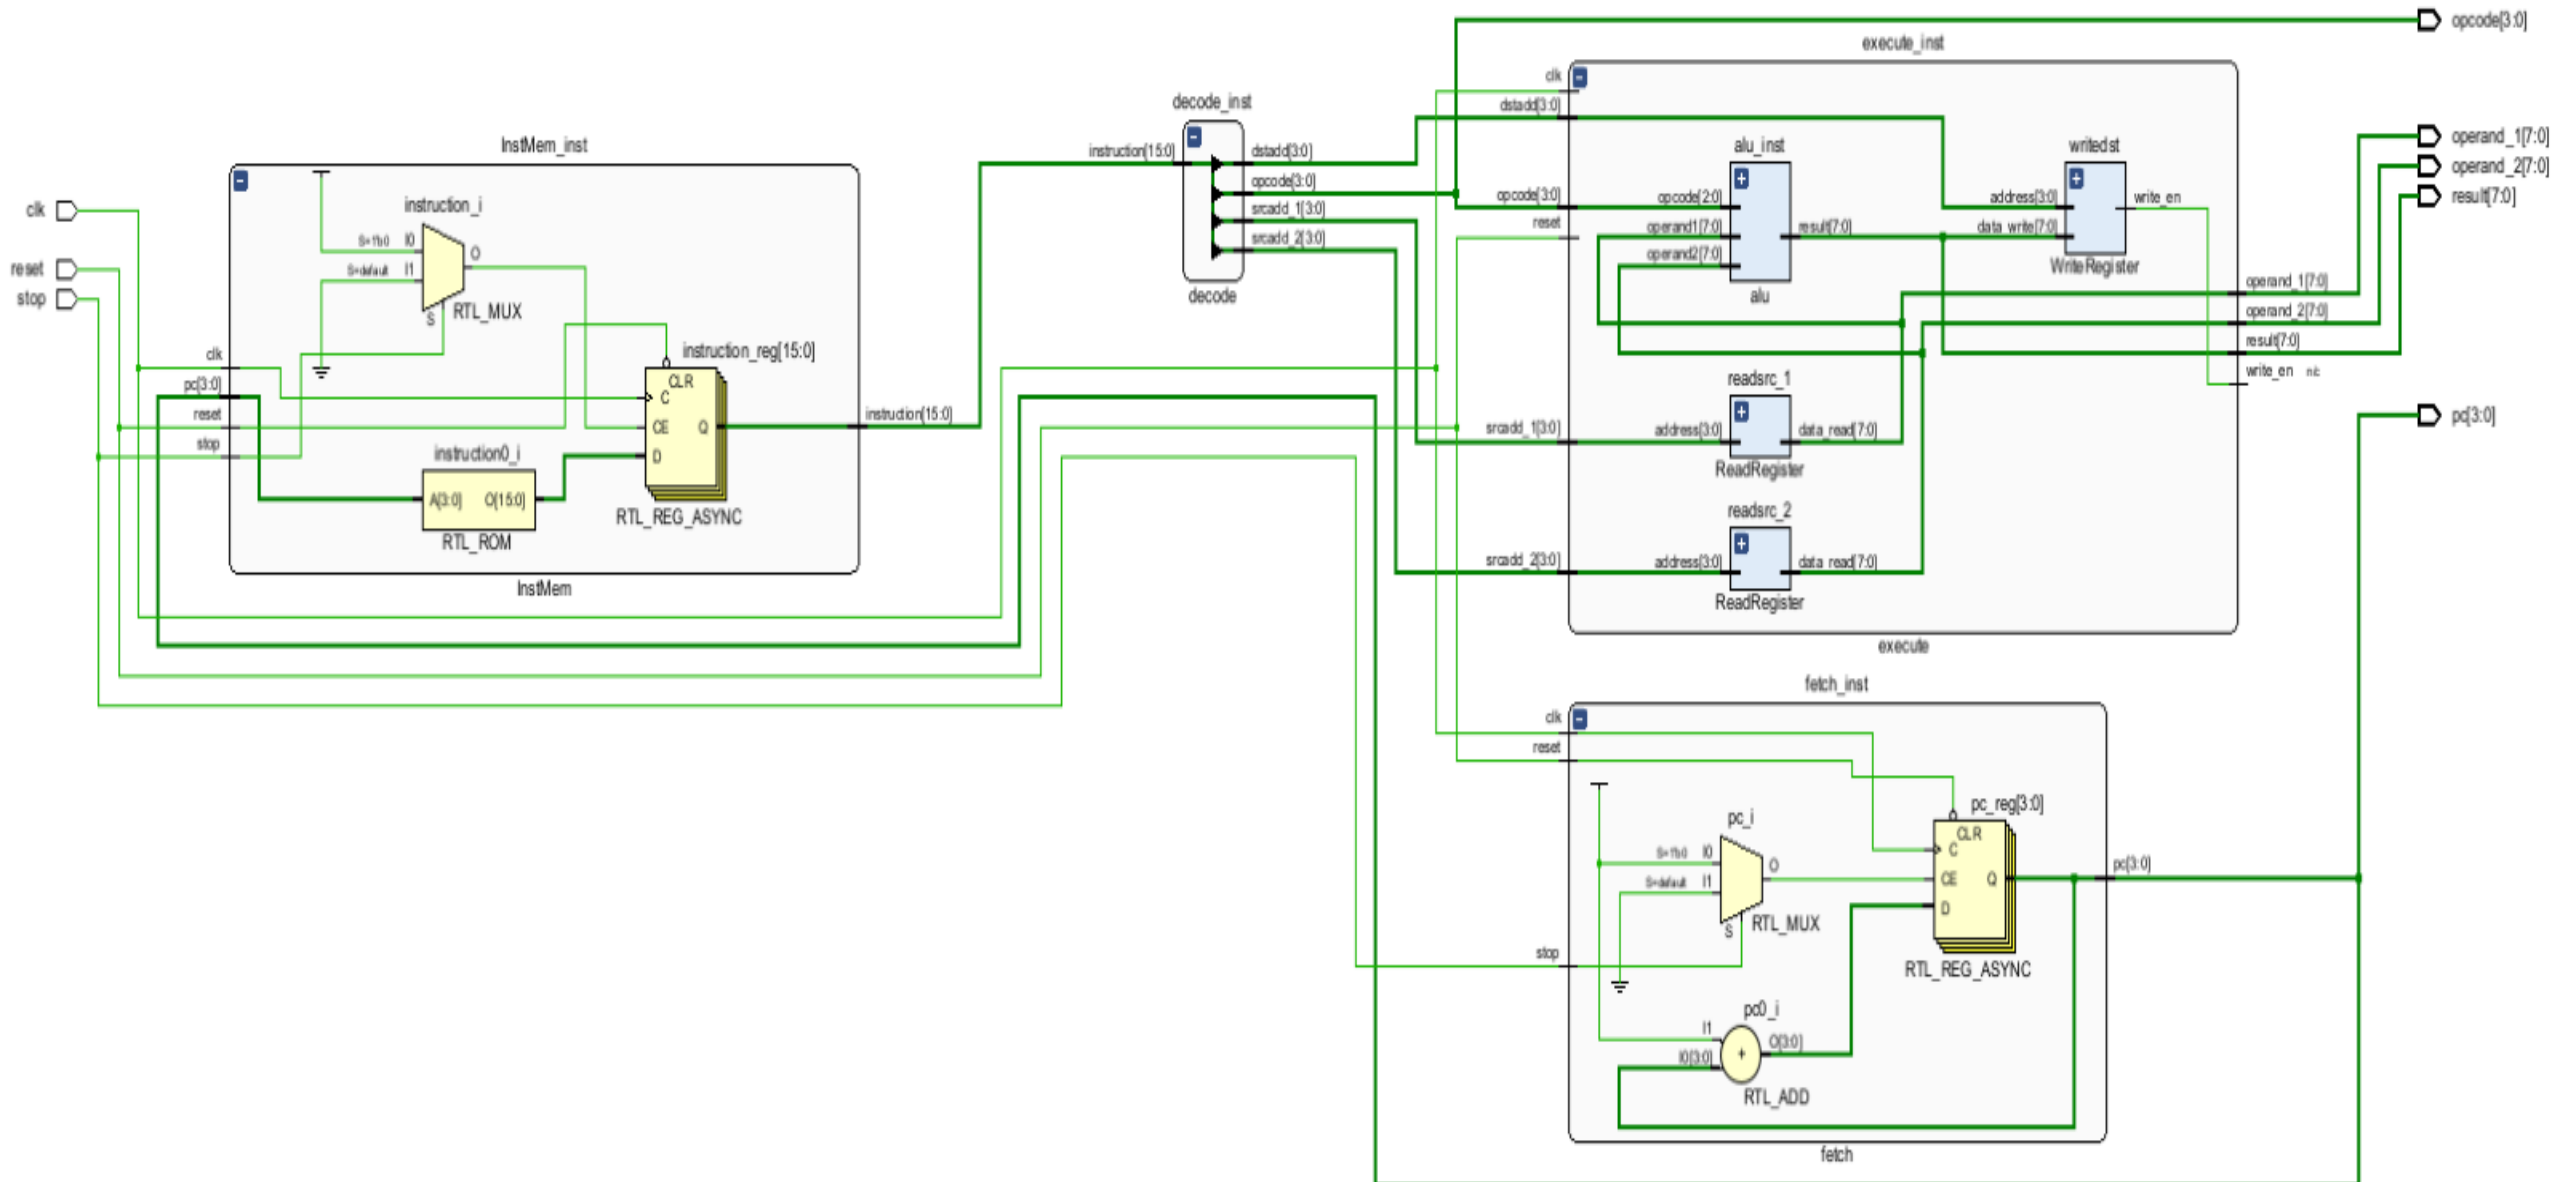 opcode[3:0]
execute_inst
clk
dstadd[3:0]
decode_inst
operand_1[7:0]
operand_2[7:0]
result[7:0]
InstMem_inst
instruction[15:0]
dstadd[3:0]
opcode[3:0]
srcadd_1[3:0]
srcadd_2[3:0]
decode
alu_inst
writedst
opcode[3:0]
reset
opcode[2:0]
operand1[7:0]
operand2[7:0]
result[7:0]
alu
address[3:0]
data_write[7:0]
write_en
WriteRegister
clk
reset
stop
instruction_i
S=1'b0 I0
S=default I1
O
S
RTL_MUX
operand_1[7:0]
operand_2[7:0]
result[7:0]
write_en n/c
clk
pc[3:0]
reset
stop
instruction_reg[15:0]
CLR
C
CE
Q
D
RTL_REG_ASYNC
instruction[15:0]
instruction0_i
A[3:0] O[15:0]
RTL_ROM
InstMem
readsrc_1
srcadd_1[3:0]
address[3:0]
data_read[7:0]
ReadRegister
pc[3:0]
readsrc_2
srcadd_2[3:0]
address[3:0]
data_read[7:0]
ReadRegister
execute
fetch_inst
clk
reset
pc_i
S=1'b0 I0
S=default I1
O
S
RTL_MUX
pc_reg[3:0]
CLR
C
CE
Q
D
RTL_REG_ASYNC
pc[3:0]
stop
pc0_i
I1
I0[3:0]
+
O[3:0]
RTL_ADD
fetch